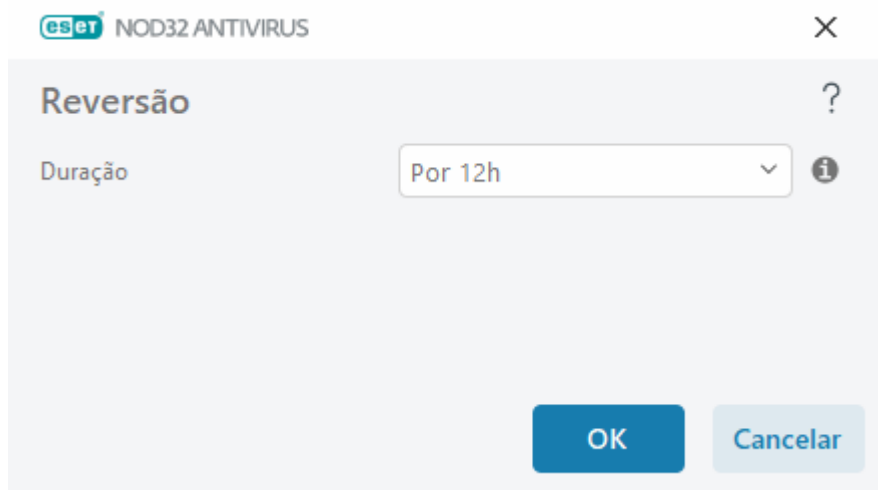 eseT NOD32 ANTIVIRUS
Reversão
?
Duração
Por 12h
OK
Cancelar